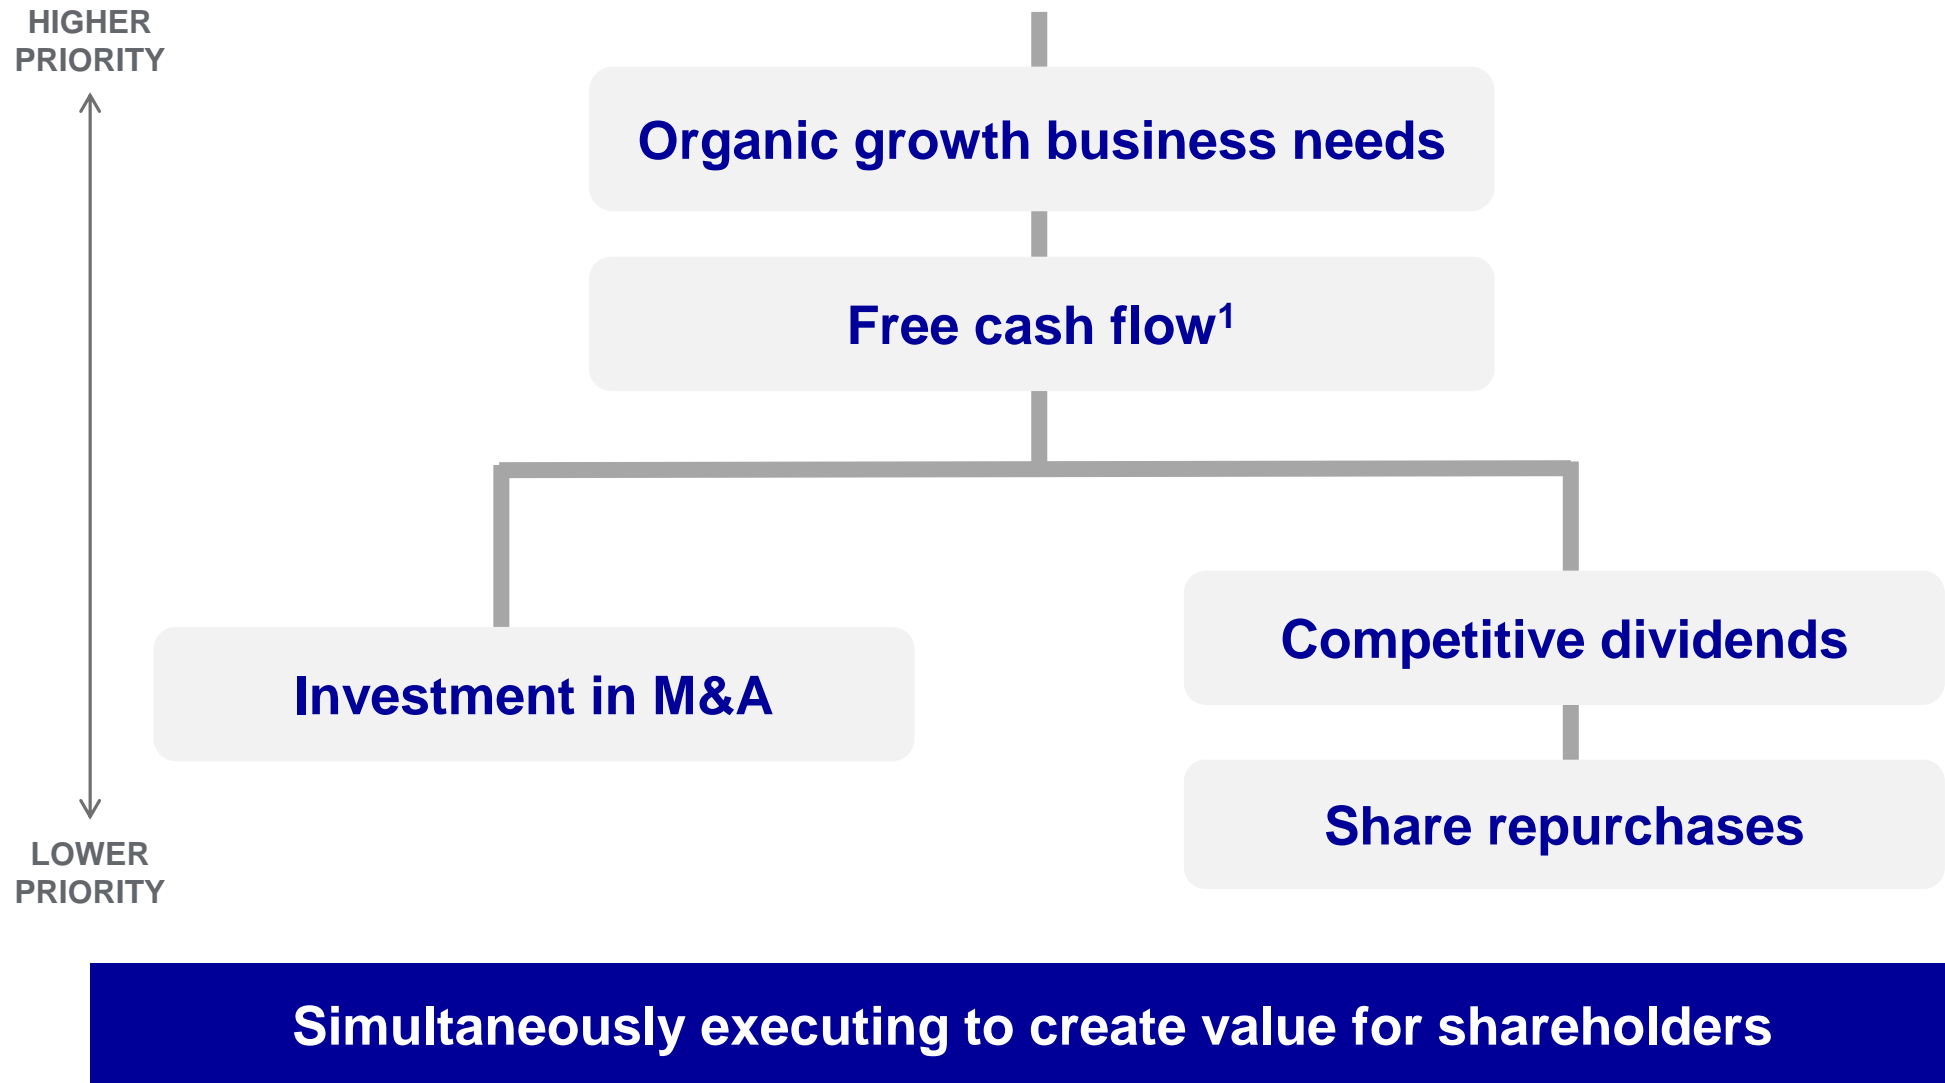 HIGHER
PRIORITY
Organic growth business needs
Free cash flow¹
Competitive dividends
Investment in M&A
Share repurchases
LOWER
PRIORITY
Simultaneously executing to create value for shareholders